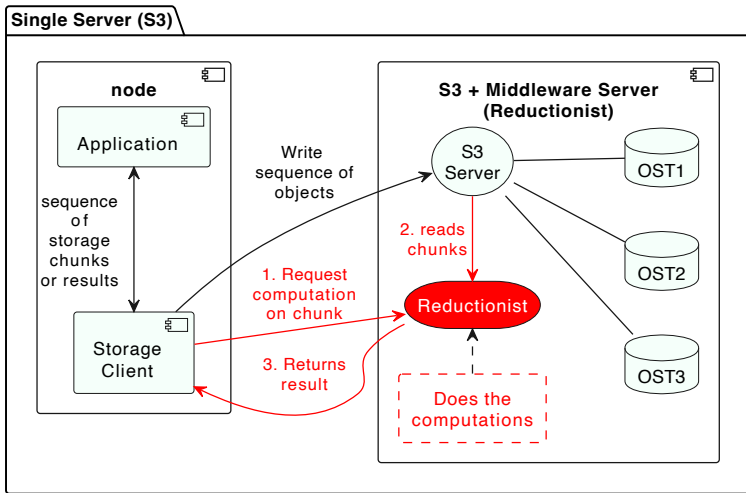 Single Server (S3)
node
Application
sequence
of
storage
chunks
or results
Storage
Client
Write
sequence of
objects
1. Request
computation
on chunk
3. Returns
result
S3 + Middleware Server
(Reductionist)
S3
Server
2. reads
chunks
Reductionist
Does the
computations
OST1
OST2
OST3